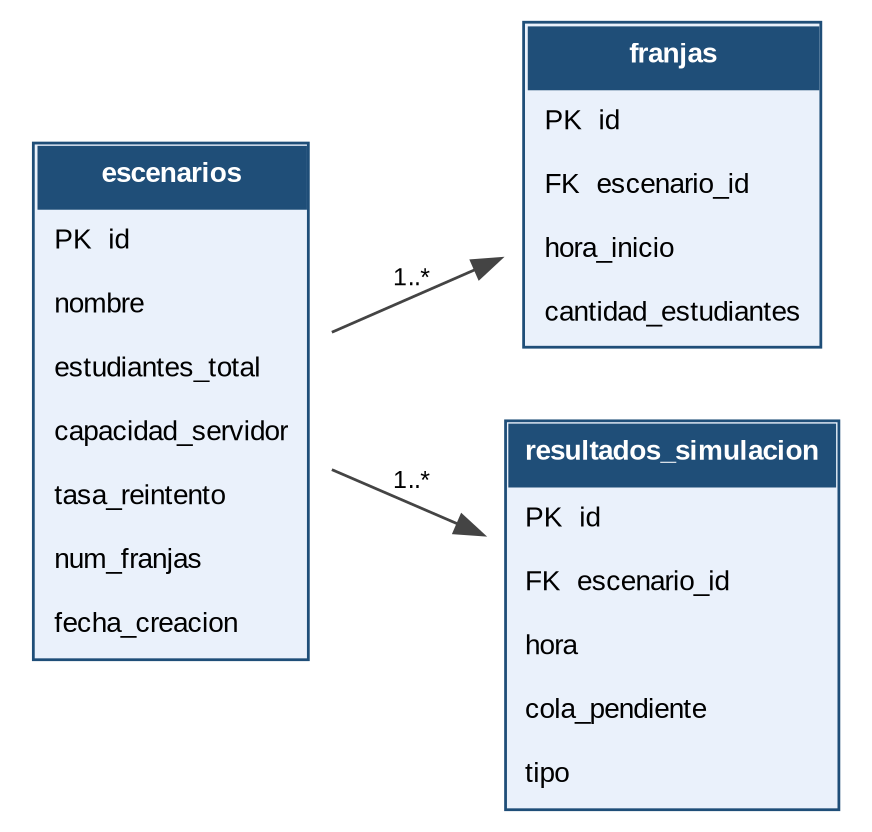 escenarios
PK id
nombre
estudiantes_total
capacidad_servidor
tasa_reintento
num_franjas
fecha_creacion
1..*
1..*
franjas
PK id
FK escenario_id
hora_inicio
cantidad_estudiantes
resultados_simulacion
PK id
FK escenario_id
hora
cola_pendiente
tipo